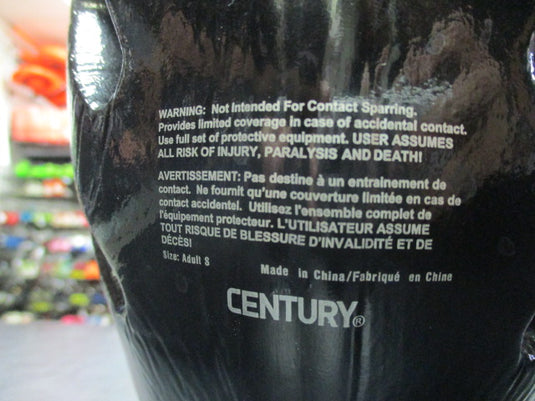 WARNING: Not Intended For Contact Sparring.
Provides limited coverage in case of accidental contact.
Use full set of protective equipment. USER ASSUMES
ALL RISK OF INJURY, PARALYSIS AND DEATH!
AVERTISSEMENT: Pas destine à un entrainement de
contact. Ne fournit qu'une couverture limitée en cas de
contact accidentel. Utilisez l'ensemble complet de
l'équipement protecteur. L'UTILISATEUR ASSUME
TOUT RISQUE DE BLESSURE D'INVALIDITÉ ET DE
DÉCÈS!
Size: Adult S
Made in China/Fabriqué en Chine
CENTURY®